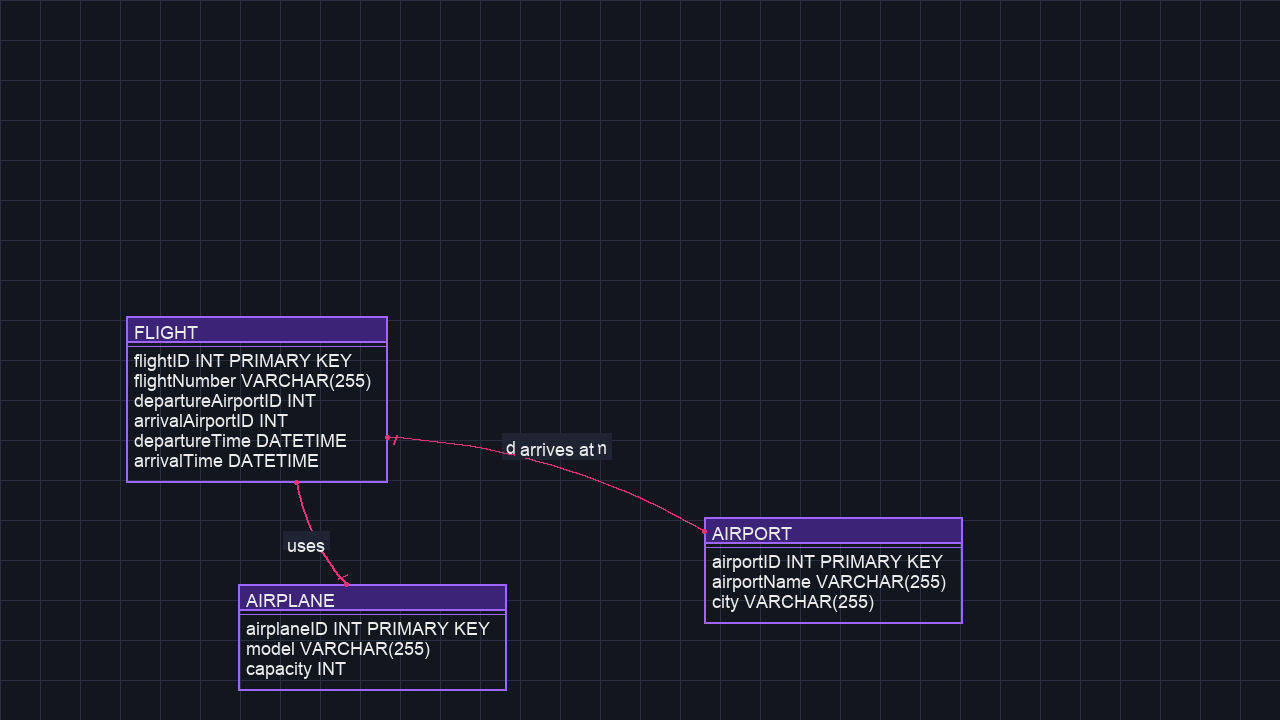 FLIGHT
flightID INT PRIMARY KEY
flightNumber VARCHAR(255)
departureAirportID INT
arrivalAirportID INT
departureTime DATETIME
arrivalTime DATETIME
arrives at
uses
AIRPORT
airportID INT PRIMARY KEY
airportName VARCHAR(255)
city VARCHAR(255)
AIRPLANE
airplaneID INT PRIMARY KEY
model VARCHAR(255)
capacity INT